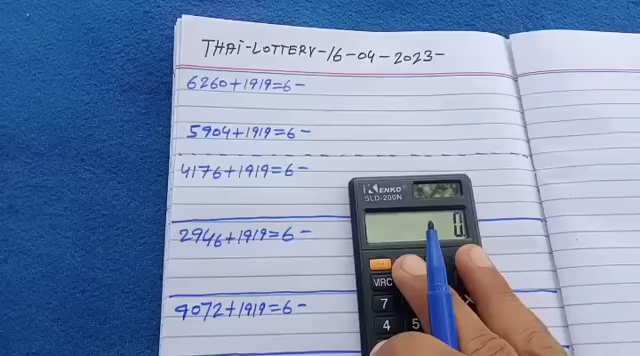 THAI-LOTTERY-16-04-2023-
6260+1919=6-
5904+1919=6-
4176+1919=6-
2946+1919=6-
9072+1919=6-
KENKO
SLD-200N
0
MRC
7
4
5
+